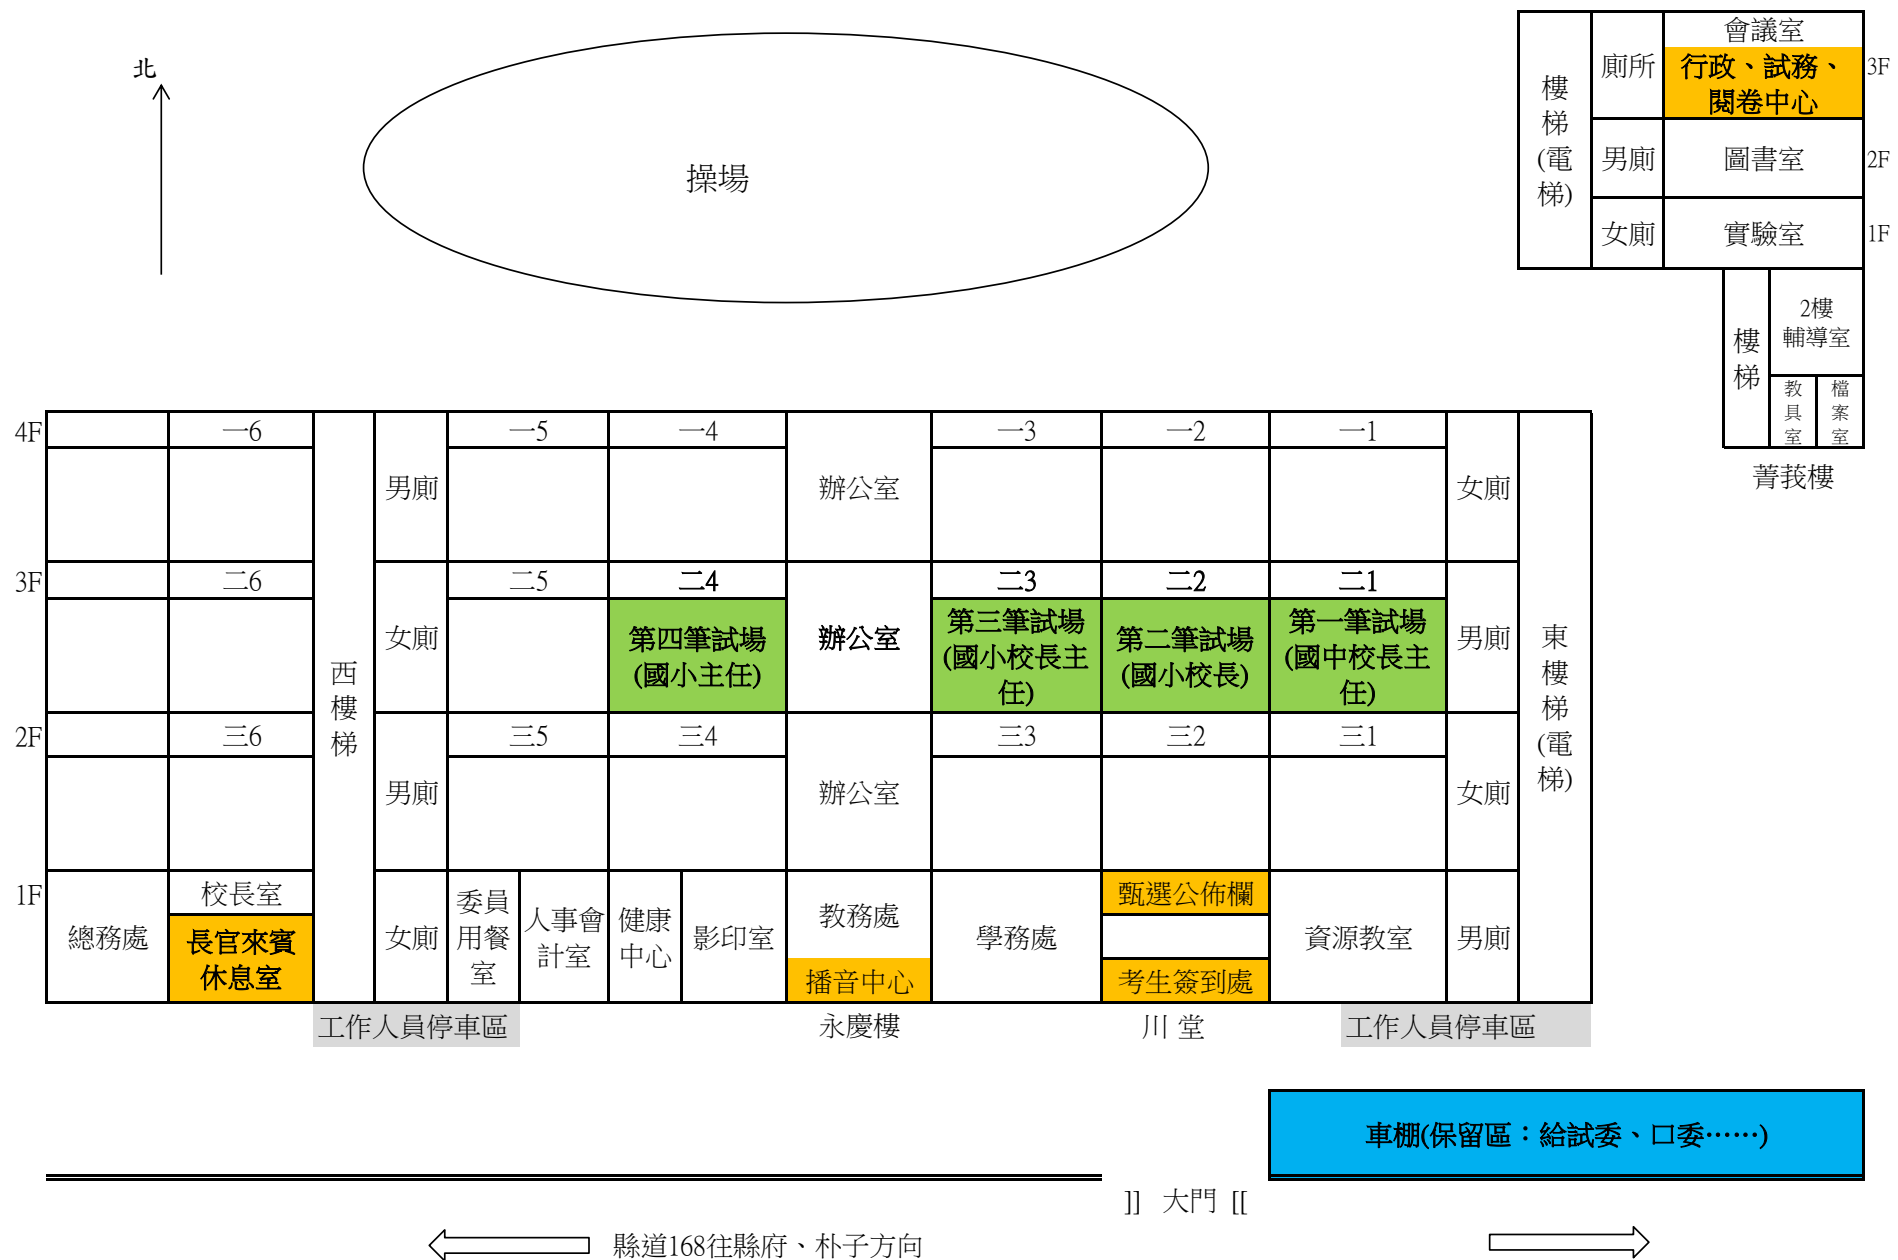 北
操場
樓
梯
(電
梯)
廁所
會議室
行政、試務、
閱卷中心
3F
男廁
圖書室
2F
女廁
實驗室
1F
樓
梯
2樓
輔導室
教
具
室
檔
案
室
菁莪樓
4F
一6
一5
一4
一3
一2
一1
男廁
辦公室
女廁
3F
二6
二5
二4
二3
二2
二1
女廁
第四筆試場
(國小主任)
辦公室
第三筆試場
(國小校長主
任)
第二筆試場
(國小校長)
第一筆試場
(國中校長主
任)
男廁
西
樓
梯
東
樓
梯
(電
梯)
2F
三6
三5
三4
三3
三2
三1
男廁
辦公室
女廁
1F
總務處
校長室
長官來賓
休息室
女廁
委員
用餐
室
人事會
計室
健康
中心
影印室
教務處
播音中心
學務處
甄選公佈欄
考生簽到處
資源教室
男廁
工作人員停車區
永慶樓
川 堂
工作人員停車區
車棚(保留區：給試委、口委……)
]] 大門 [[
縣道168往縣府、朴子方向